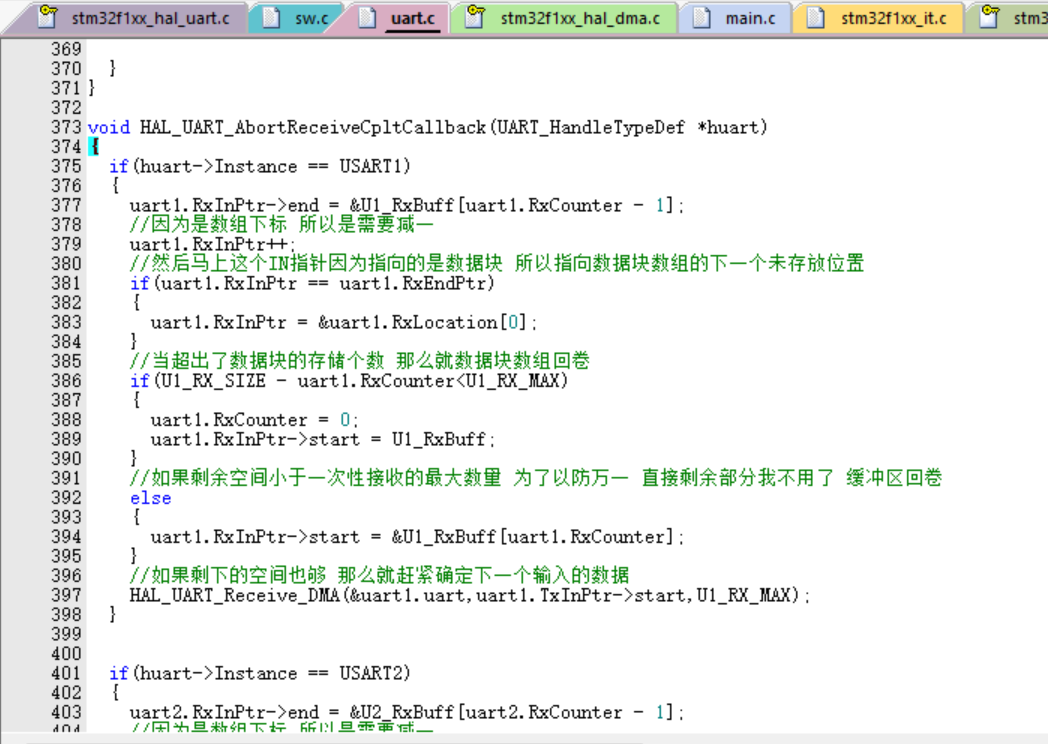 stm32f1xx_hal_uart.c sw.c uart.c stm32f1xx_hal_dma.c main.c stm32f1xx_it.c stm3
369
370 }
371 }
372
373 void HAL_UART_AbortReceiveCpltCallback(UART_HandleTypeDef *huart)
374 {
375 if(huart->Instance == USART1)
376 {
377 uart1.RxInPtr->end = &U1_RxBuff[uart1.RxCounter - 1];
378 //因为是数组下标 所以是需要减一
379 uart1.RxInPtr++;
380 //然后马上这个IN指针因为指向的是数据块 所以指向数据块数组的下一个未存放位置
381 if(uart1.RxInPtr == uart1.RxEndPtr)
382 {
383 uart1.RxInPtr = &uart1.RxLocation[0];
384 }
385 //当超出了数据块的存储个数 那么就数据块数组回卷
386 if(U1_RX_SIZE - uart1.RxCounter<U1_RX_MAX)
387 {
388 uart1.RxCounter = 0;
389 uart1.RxInPtr->start = U1_RxBuff;
390 }
391 //如果剩余空间小于一次性接收的最大数量 为了以防万一 直接剩余部分我不用了 缓冲区回卷
392 else
393 {
394 uart1.RxInPtr->start = &U1_RxBuff[uart1.RxCounter];
395 }
396 //如果剩下的空间也够 那么就赶紧确定下一个输入的数据
397 HAL_UART_Receive_DMA(&uart1.uart,uart1.TxInPtr->start,U1_RX_MAX);
398 }
399
400
401 if(huart->Instance == USART2)
402 {
403 uart2.RxInPtr->end = &U2_RxBuff[uart2.RxCounter - 1];
404 //因为是数组下标 所以是需要减一